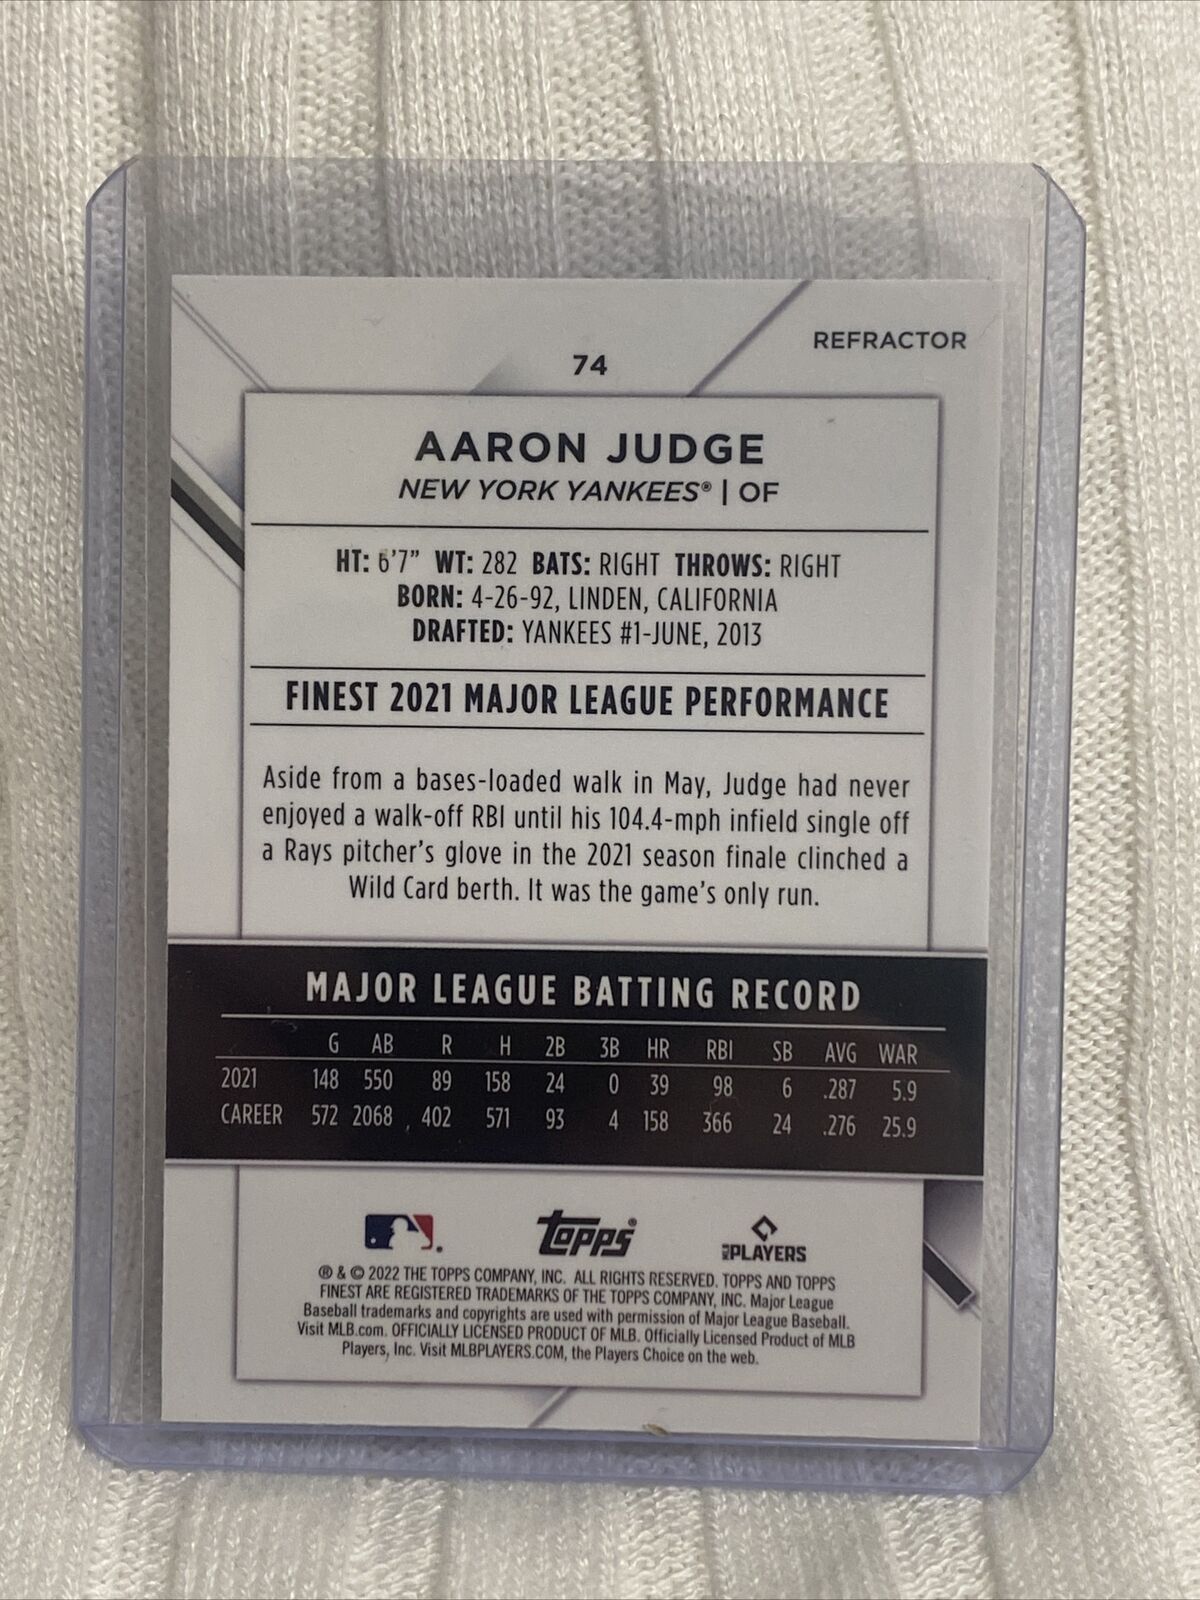 REFRACTOR
74
AARON JUDGE
NEW YORK YANKEES® | OF
HT: 6'7" WT: 282 BATS: RIGHT THROWS: RIGHT
BORN: 4-26-92, LINDEN, CALIFORNIA
DRAFTED: YANKEES #1-JUNE, 2013
FINEST 2021 MAJOR LEAGUE PERFORMANCE
Aside from a bases-loaded walk in May, Judge had never
enjoyed a walk-off RBI until his 104.4-mph infield single off
a Rays pitcher's glove in the 2021 season finale clinched a
Wild Card berth. It was the game's only run.
MAJOR LEAGUE BATTING RECORD
G AB R H 2B 3B HR RBI SB AVG WAR
2021 148 550 89 158 24 0 39 98 6 .287 5.9
CAREER 572 2068 402 571 93 4 158 366 24 .276 25.9
topps® PLAYERS
® & © 2022 THE TOPPS COMPANY, INC. ALL RIGHTS RESERVED. TOPPS AND TOPPS
FINEST ARE REGISTERED TRADEMARKS OF THE TOPPS COMPANY, INC. Major League
Baseball trademarks and copyrights are used with permission of Major League Baseball.
Visit MLB.com. OFFICIALLY LICENSED PRODUCT OF MLB. Officially Licensed Product of MLB
Players, Inc. Visit MLBPLAYERS.COM, the Players Choice on the web.